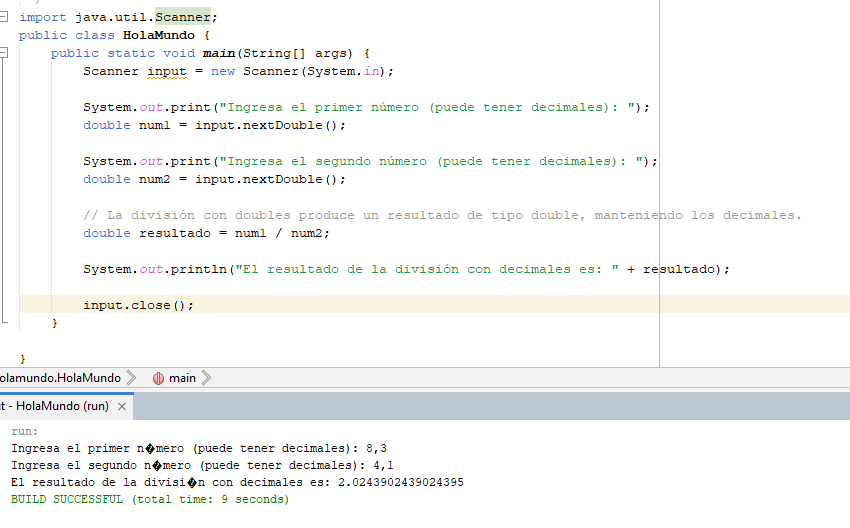 import java.util.Scanner;
public class HolaMundo {
public static void main(String[] args) {
Scanner input = new Scanner(System.in);
System.out.print("Ingresa el primer número (puede tener decimales): ");
double num1 = input.nextDouble();
System.out.print("Ingresa el segundo número (puede tener decimales): ");
double num2 = input.nextDouble();
// La división con doubles produce un resultado de tipo double, manteniendo los decimales.
double resultado = num1 / num2;
System.out.println("El resultado de la división con decimales es: " + resultado);
input.close();
}
}
olamundo.HolaMundo main
t - HolaMundo (run)
run:
Ingresa el primer n�mero (puede tener decimales): 8,3
Ingresa el segundo n�mero (puede tener decimales): 4,1
El resultado de la divisi�n con decimales es: 2.0243902439024395
BUILD SUCCESSFUL (total time: 9 seconds)